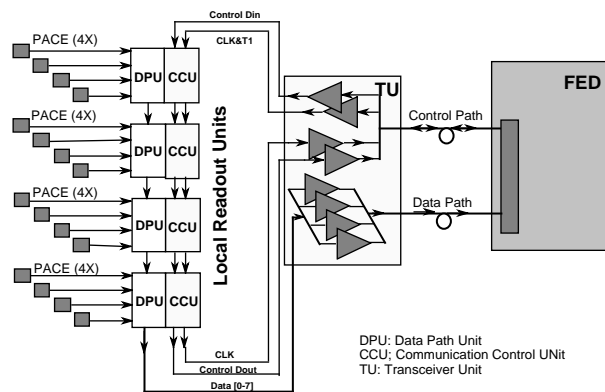 Control Din
PACE (4X)
CLK&T1
DPU CCU
TU
FED
Control Path
PACE (4X)
DPU CCU
Local Readout Units
PACE (4X)
DPU CCU
Data Path
PACE (4X)
DPU CCU
CLK
Control Dout
Data [0-7]
DPU: Data Path Unit
CCU; Communication Control UNit
TU: Transceiver Unit